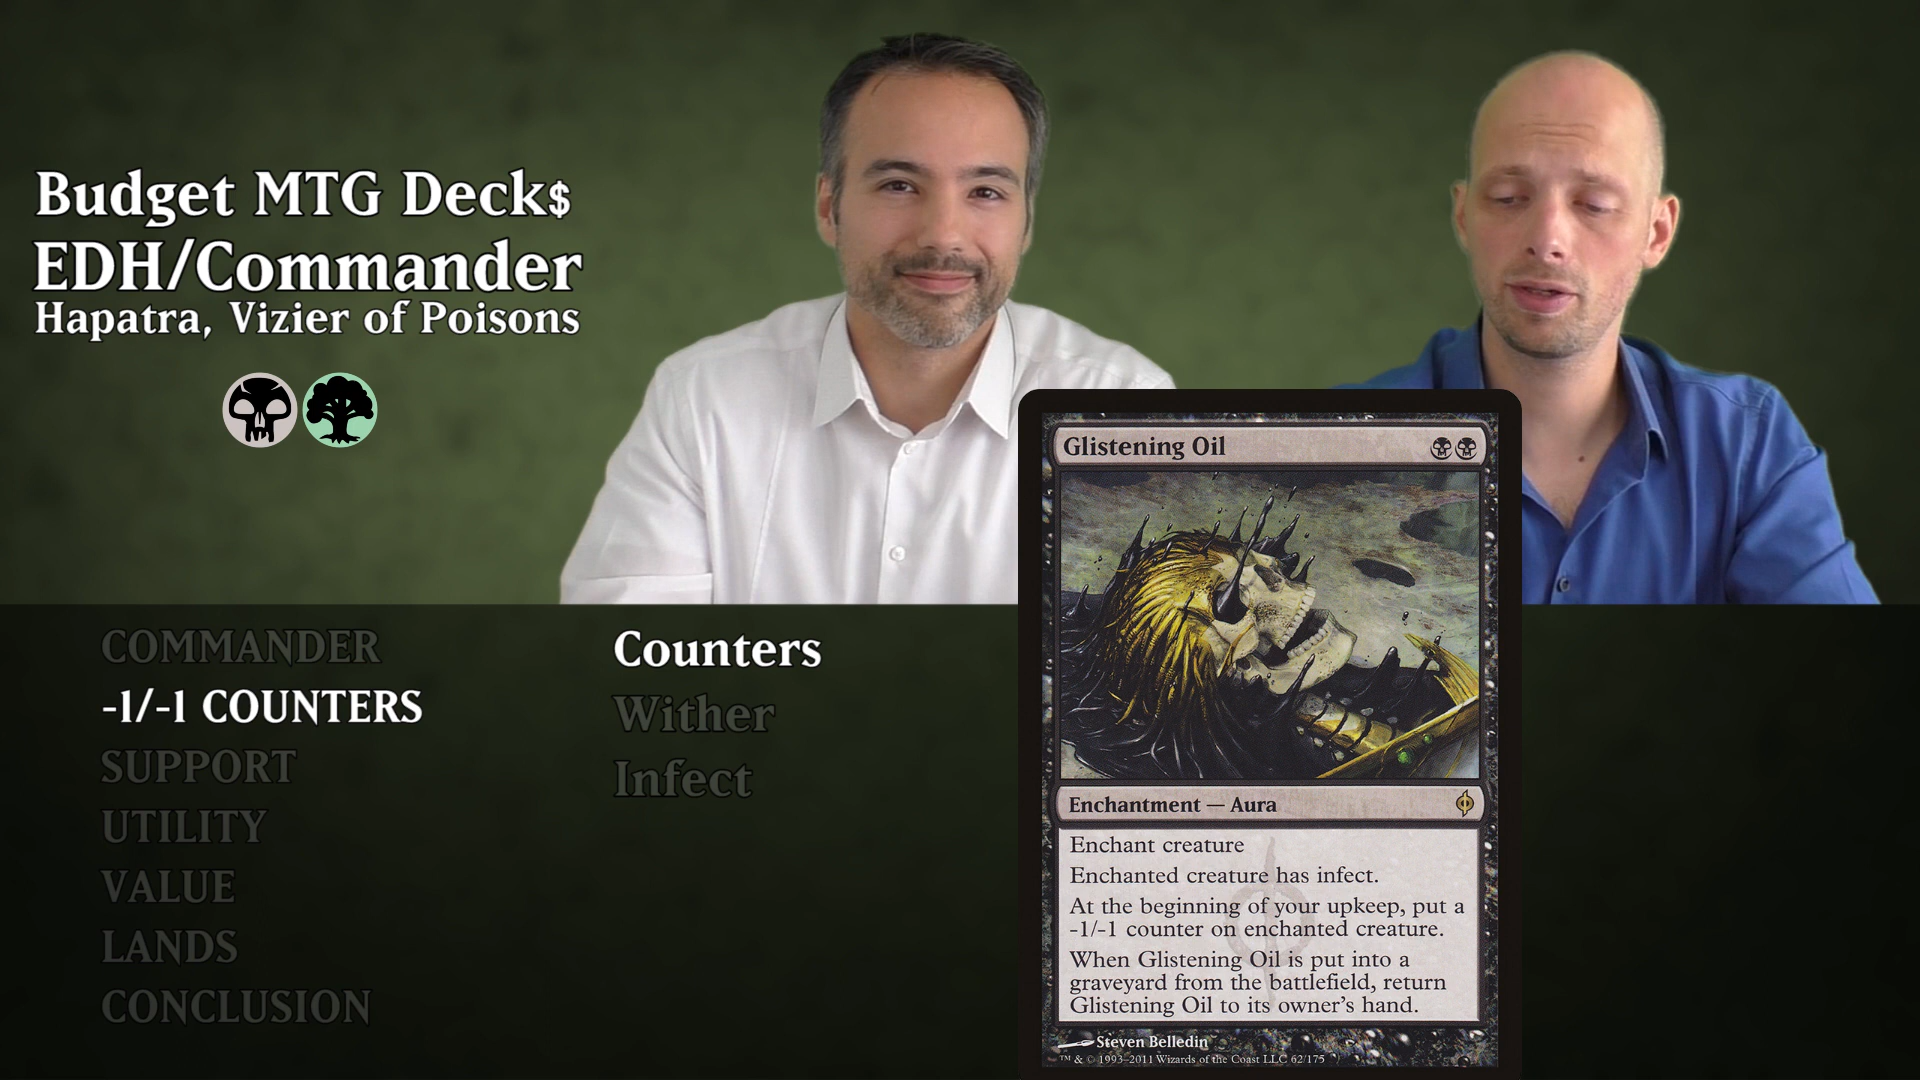 Budget MTG Deck$
EDH/Commander
Hapatra, Vizier of Poisons
COMMANDER
-1/-1 COUNTERS
SUPPORT
UTILITY
VALUE
LANDS
CONCLUSION
Counters
Wither
Infect
Glistening Oil
Enchantment — Aura
Enchant creature
Enchanted creature has infect.
At the beginning of your upkeep, put a
-1/-1 counter on enchanted creature.
When Glistening Oil is put into a
graveyard from the battlefield, return
Glistening Oil to its owner's hand.
Steven Belledin
™ & © 1993–2011 Wizards of the Coast LLC 62/175